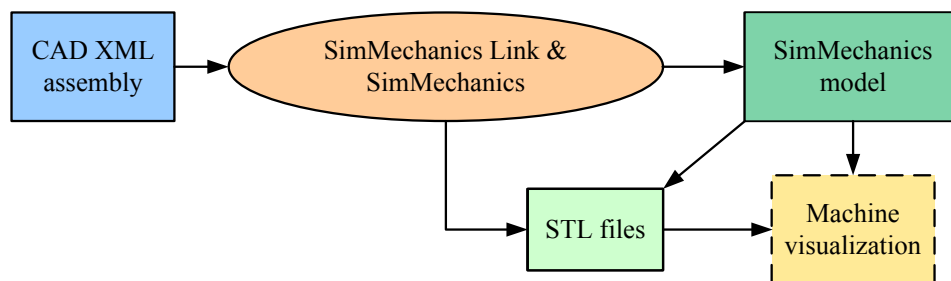 CAD XML
assembly
SimMechanics Link &
SimMechanics
SimMechanics
model
STL files
Machine
visualization